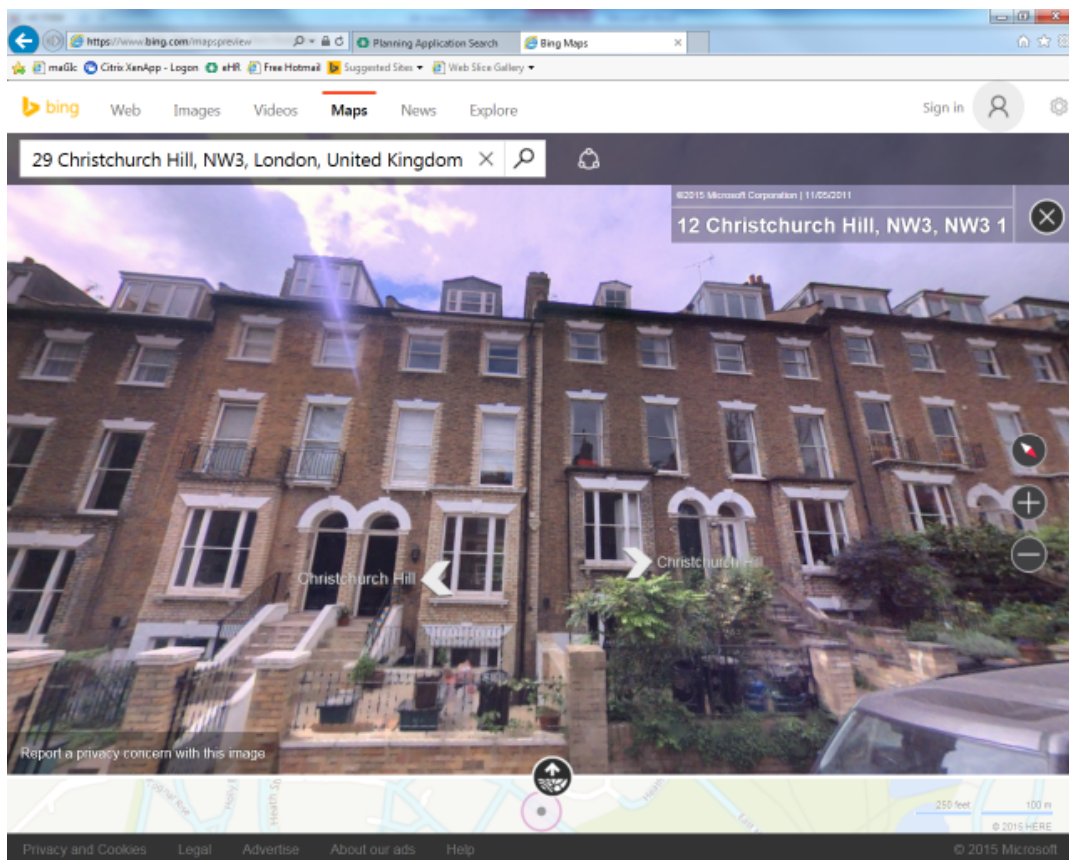 https://www.bing.com/mapspreview
Planning Application Search
Bing Maps
Citrix XenApp - Logon
eHR
Free Hotmail
Suggested Sites
Web Slice Gallery
bing
Web
Images
Videos
Maps
News
Explore
Sign in
29 Christchurch Hill, NW3, London, United Kingdom
©2015 Microsoft Corporation | 11/05/2011
12 Christchurch Hill, NW3, NW3 1
Christchurch Hill
Christchurch Hill
Report a privacy concern with this image
Heath
250 feet
100 m
© 2015 HERE
Privacy and Cookies
Legal
Advertise
About our ads
Help
© 2015 Microsoft